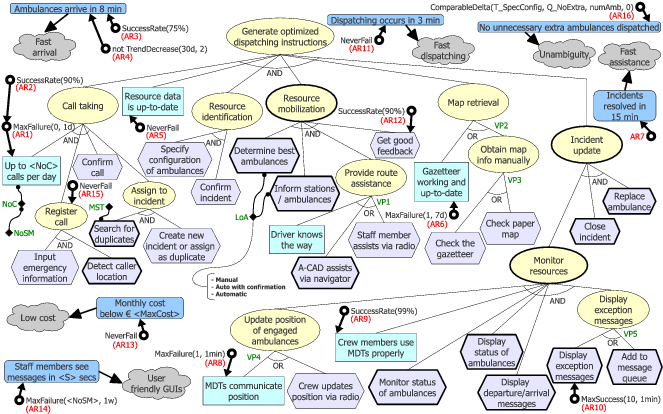 Ambulances arrive in 8 min
Fast
arrival
SuccessRate(75%)
(AR3)
not TrendDecrease(30d, 2)
(AR4)
Generate optimized
dispatching instructions
AND
Dispatching occurs in 3 min
NeverFail
(AR11)
Fast
dispatching
ComparableDelta(T_SpecConfig, Q_NoExtra, numAmb, 0)
(AR16)
No unnecessary extra ambulances dispatched
Unambiguity
Fast
assistance
Incidents
resolved in
15 min
AR7
SuccessRate(90%)
(AR2)
MaxFailure(0, 1d)
(AR1)
Up to <NoC>
calls per day
NoC
NoSM
Call taking
AND
Confirm
call
NeverFail
(AR15)
Register
call
AND
Input
emergency
information
Detect caller
location
MST
Assign to
incident
AND
Search for
duplicates
Create new
incident or assign
as duplicate
Resource data
is up-to-date
NeverFail
(AR5)
Resource
identification
AND
Specify
configuration
of ambulances
Confirm
incident
Resource
mobilization
AND
SuccessRate(90%)
(AR12)
Get good
feedback
Determine best
ambulances
Inform stations
/ ambulances
LoA
- Manual
- Auto with confirmation
- Automatic
Provide route
assistance
VP1
OR
Driver knows
the way
A-CAD assists
via navigator
Staff member
assists via radio
Map retrieval
VP2
OR
Gazetteer
working and
up-to-date
MaxFailure(1, 7d)
(AR6)
Obtain map
info manually
VP3
OR
Check the
gazetteer
Check paper
map
Incident
update
AND
Replace
ambulance
Close
incident
Monitor
resources
AND
Low cost
Monthly cost
below € <MaxCost>
NeverFail
(AR13)
Staff members see
messages in <S> secs
MaxFailure(<NoSM>, 1w)
(AR14)
User
friendly GUIs
Update position
of engaged
ambulances
MaxFailure(1, 1min)
(AR8)
VP4
OR
MDTs communicate
position
Crew updates
position via radio
SuccessRate(99%)
(AR9)
Crew members use
MDTs properly
Monitor status of
ambulances
Display
status of
ambulances
Display
departure/arrival
messages
Display
exception
messages
VP5
OR
Display
exception
messages
Add to
message
queue
MaxSuccess(10, 1min)
(AR10)